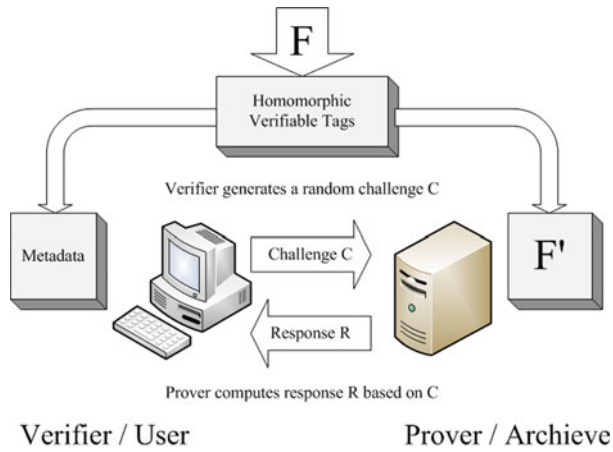 F
Homomorphic
Verifiable Tags
Verifier generates a random challenge C
Metadata
Challenge C
F'
Response R
Prover computes response R based on C
Verifier / User
Prover / Archieve